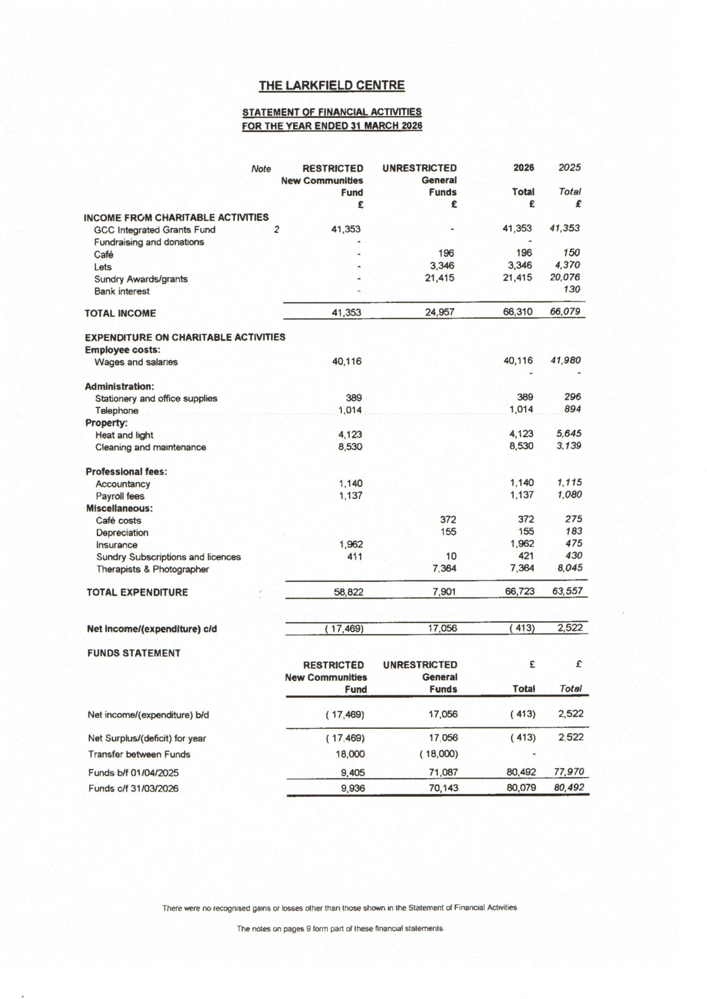 THE LARKFIELD CENTRE
STATEMENT OF FINANCIAL ACTIVITIES
FOR THE YEAR ENDED 31 MARCH 2026
Note RESTRICTED UNRESTRICTED 2026 2025
New Communities General
Fund Funds Total Total
£ £ £ £
INCOME FROM CHARITABLE ACTIVITIES
GCC Integrated Grants Fund 2 41,353 - 41,353 41,353
Fundraising and donations - -
Café - 196 196 150
Lets - 3,346 3,346 4,370
Sundry Awards/grants - 21,415 21,415 20,076
Bank interest - 130
TOTAL INCOME 41,353 24,957 66,310 66,079
EXPENDITURE ON CHARITABLE ACTIVITIES
Employee costs:
Wages and salaries 40,116 40,116 41,980
- -
Administration:
Stationery and office supplies 389 389 296
Telephone 1,014 1,014 894
Property:
Heat and light 4,123 4,123 5,645
Cleaning and maintenance 8,530 8,530 3,139
Professional fees:
Accountancy 1,140 1,140 1,115
Payroll fees 1,137 1,137 1,080
Miscellaneous:
Café costs 372 372 275
Depreciation 155 155 183
Insurance 1,962 1,962 475
Sundry Subscriptions and licences 411 10 421 430
Therapists & Photographer 7,364 7,364 8,045
TOTAL EXPENDITURE 58,822 7,901 66,723 63,557
Net income/(expenditure) c/d ( 17,469) 17,056 ( 413) 2,522
FUNDS STATEMENT
RESTRICTED UNRESTRICTED £ £
New Communities General
Fund Funds Total Total
Net income/(expenditure) b/d ( 17,469) 17,056 ( 413) 2,522
Net Surplus/(deficit) for year ( 17,469) 17,056 ( 413) 2,522
Transfer between Funds 18,000 ( 18,000) -
Funds b/f 01/04/2025 9,405 71,087 80,492 77,970
Funds c/f 31/03/2026 9,936 70,143 80,079 80,492
There were no recognised gains or losses other than those shown in the Statement of Financial Activities
The notes on pages 9 form part of these financial statements